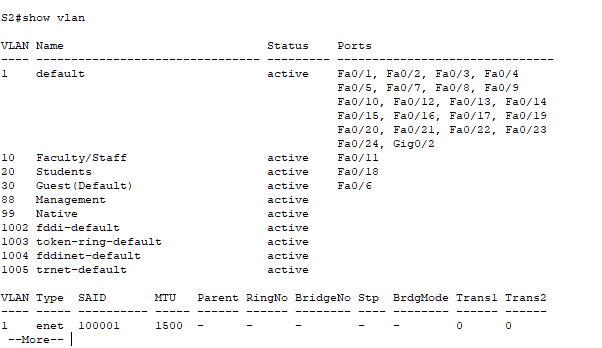 S2#show vlan
VLAN Name                             Status    Ports
---- -------------------------------- --------- -------------------------------
1    default                          active    Fa0/1, Fa0/2, Fa0/3, Fa0/4
                                                Fa0/5, Fa0/7, Fa0/8, Fa0/9
                                                Fa0/10, Fa0/12, Fa0/13, Fa0/14
                                                Fa0/15, Fa0/16, Fa0/17, Fa0/19
                                                Fa0/20, Fa0/21, Fa0/22, Fa0/23
                                                Fa0/24, Gig0/2
10   Faculty/Staff                    active    Fa0/11
20   Students                         active    Fa0/18
30   Guest(Default)                   active    Fa0/6
88   Management                       active
99   Native                           active
1002 fddi-default                     active
1003 token-ring-default               active
1004 fddinet-default                  active
1005 trnet-default                    active
VLAN Type  SAID       MTU   Parent RingNo BridgeNo Stp  BrdgMode Trans1 Trans2
---- ----- ---------- ----- ------ ------ -------- ---- -------- ------ ------
1    enet  100001     1500  -      -      -        -    -        0      0
 --More--